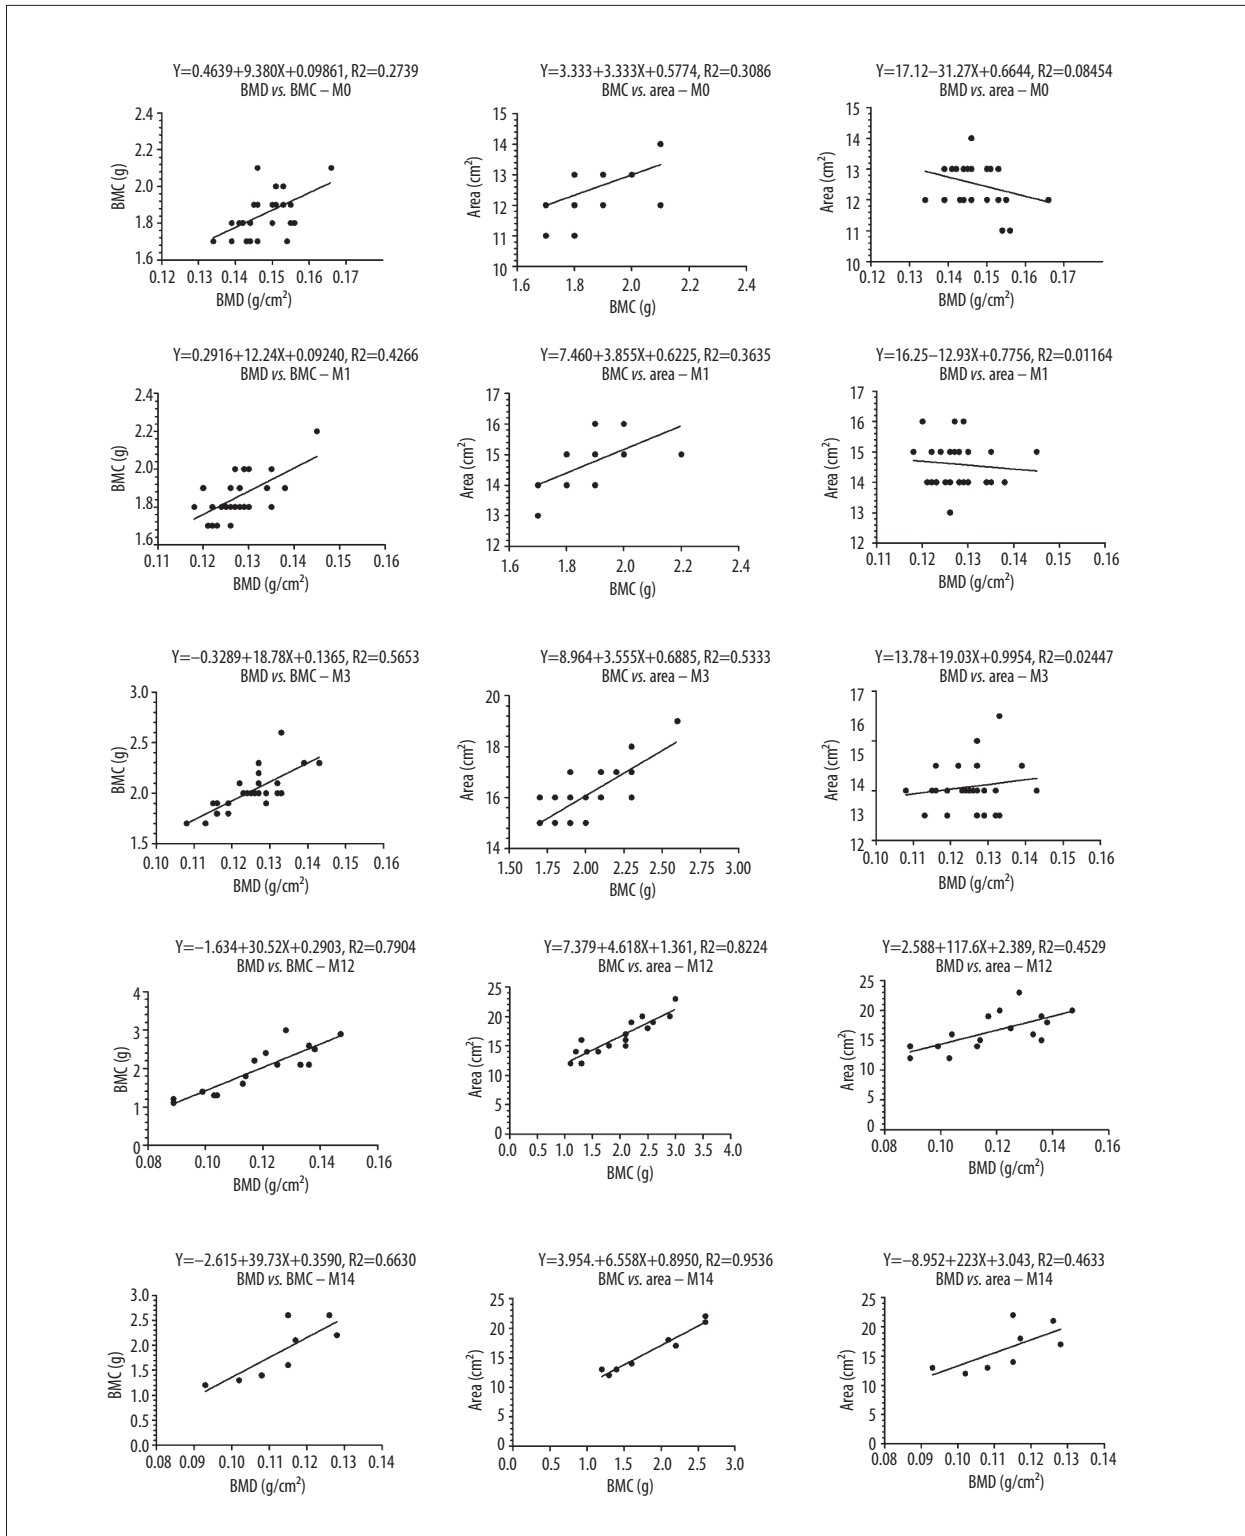 Y=0.4639+9.380X+0.09861, R2=0.2739
BMD vs. BMC – M0
2.4
2.2
2.0
1.8
1.6
BMC (g)
0.12 0.13 0.14 0.15 0.16 0.17
BMD (g/cm²)
Y=3.333+3.333X+0.5774, R2=0.3086
BMC vs. area – M0
15
14
13
12
11
10
Area (cm²)
1.6 1.8 2.0 2.2 2.4
BMC (g)
Y=17.12–31.27X+0.6644, R2=0.08454
BMD vs. area – M0
15
14
13
12
11
10
Area (cm²)
0.12 0.13 0.14 0.15 0.16 0.17
BMD (g/cm²)
Y=0.2916+12.24X+0.09240, R2=0.4266
BMD vs. BMC – M1
2.4
2.2
2.0
1.8
1.6
BMC (g)
0.11 0.12 0.13 0.14 0.15 0.16
BMD (g/cm²)
Y=7.460+3.855X+0.6225, R2=0.3635
BMC vs. area – M1
17
16
15
14
13
12
Area (cm²)
1.6 1.8 2.0 2.2 2.4
BMC (g)
Y=16.25–12.93X+0.7756, R2=0.01164
BMD vs. area – M1
17
16
15
14
13
12
Area (cm²)
0.11 0.12 0.13 0.14 0.15 0.16
BMD (g/cm²)
Y=–0.3289+18.78X+0.1365, R2=0.5653
BMD vs. BMC – M3
3.0
2.5
2.0
1.5
BMC (g)
0.10 0.11 0.12 0.13 0.14 0.15 0.16
BMD (g/cm²)
Y=8.964+3.555X+0.6885, R2=0.5333
BMC vs. area – M3
20
18
16
14
Area (cm²)
1.50 1.75 2.00 2.25 2.50 2.75 3.00
BMC (g)
Y=13.78+19.03X+0.9954, R2=0.02447
BMD vs. area – M3
17
16
15
14
13
12
Area (cm²)
0.10 0.11 0.12 0.13 0.14 0.15 0.16
BMD (g/cm²)
Y=–1.634+30.52X+0.2903, R2=0.7904
BMD vs. BMC – M12
4
3
2
1
0
BMC (g)
0.08 0.10 0.12 0.14 0.16
BMD (g/cm²)
Y=7.379+4.618X+1.361, R2=0.8224
BMC vs. area – M12
25
20
15
10
5
0
Area (cm²)
0.0 0.5 1.0 1.5 2.0 2.5 3.0 3.5 4.0
BMC (g)
Y=2.588+117.6X+2.389, R2=0.4529
BMD vs. area – M12
25
20
15
10
5
0
Area (cm²)
0.08 0.10 0.12 0.14 0.16
BMD (g/cm²)
Y=–2.615+39.73X+0.3590, R2=0.6630
BMD vs. BMC – M14
3.0
2.5
2.0
1.5
1.0
0.5
0.0
BMC (g)
0.08 0.09 0.10 0.11 0.12 0.13 0.14
BMD (g/cm²)
Y=3.954.+6.558X+0.8950, R2=0.9536
BMC vs. area – M14
25
20
15
10
5
0
Area (cm²)
0.0 0.5 1.0 1.5 2.0 2.5 3.0
BMC (g)
Y=–8.952+223X+3.043, R2=0.4633
BMD vs. area – M14
25
20
15
10
5
0
Area (cm²)
0.08 0.09 0.10 0.11 0.12 0.13 0.14
BMD (g/cm²)